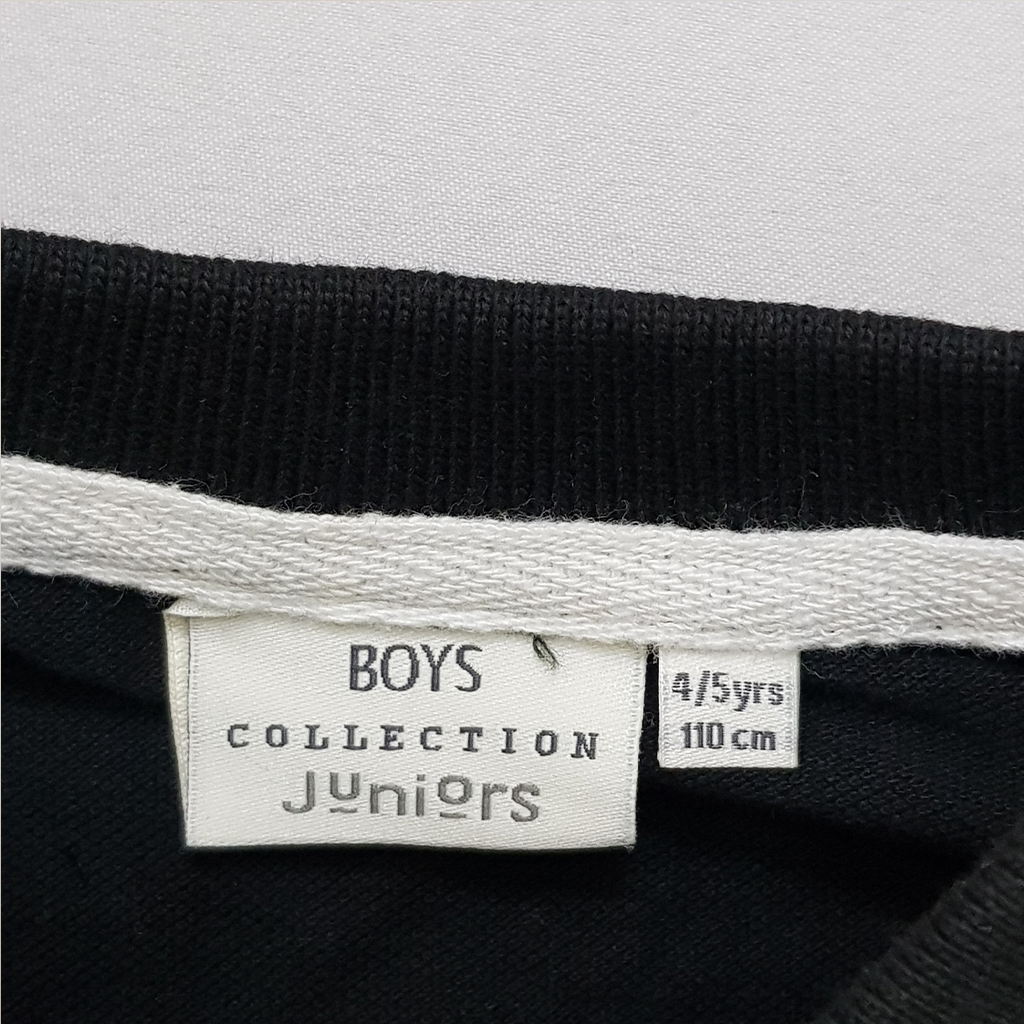 BOYS
COLLECTION
Juniors
4/5yrs
110 cm